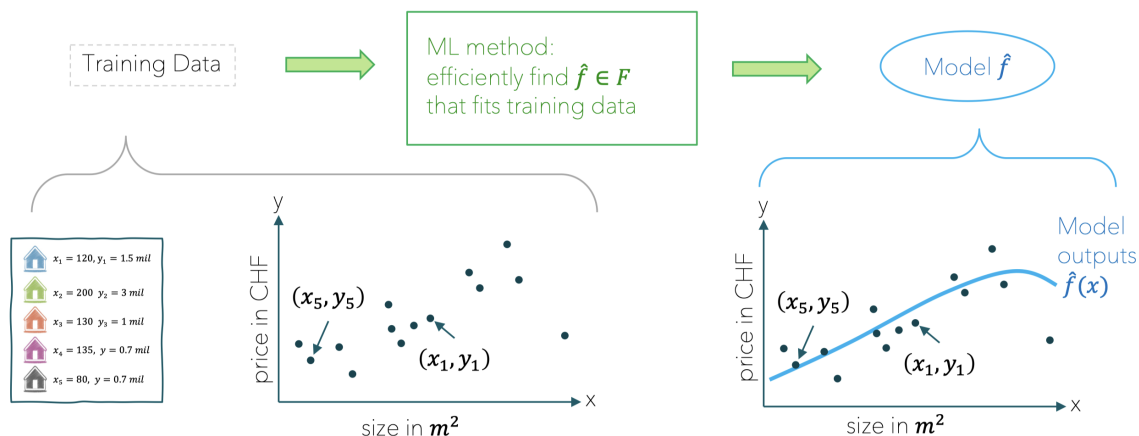 Training Data
ML method:
efficiently find f̂ ∈ F
that fits training data
Model f̂
x₁ = 120, y₁ = 1.5 mil
x₂ = 200 y₂ = 3 mil
x₃ = 130 y₃ = 1 mil
x₄ = 135, y = 0.7 mil
x₅ = 80, y = 0.7 mil
y
price in CHF
(x₅, y₅)
(x₁, y₁)
x
size in m²
y
price in CHF
(x₅, y₅)
(x₁, y₁)
x
size in m²
Model
outputs
f̂(x)